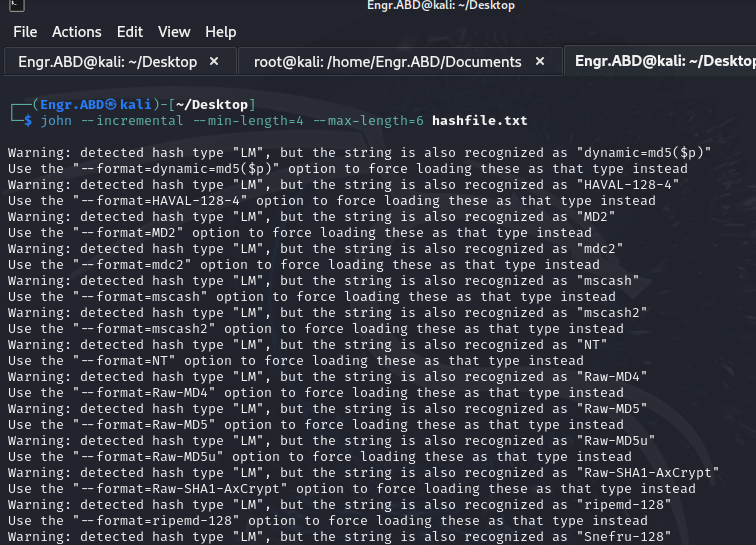 Engr.ABD@kali: ~/Desktop
File Actions Edit View Help
Engr.ABD@kali: ~/Desktop × root@kali: /home/Engr.ABD/Documents × Engr.ABD@kali: ~/Desktop
┌──(Engr.ABD㉿kali)-[~/Desktop]
└─$ john --incremental --min-length=4 --max-length=6 hashfile.txt
Warning: detected hash type "LM", but the string is also recognized as "dynamic=md5($p)"
Use the "--format=dynamic=md5($p)" option to force loading these as that type instead
Warning: detected hash type "LM", but the string is also recognized as "HAVAL-128-4"
Use the "--format=HAVAL-128-4" option to force loading these as that type instead
Warning: detected hash type "LM", but the string is also recognized as "MD2"
Use the "--format=MD2" option to force loading these as that type instead
Warning: detected hash type "LM", but the string is also recognized as "mdc2"
Use the "--format=mdc2" option to force loading these as that type instead
Warning: detected hash type "LM", but the string is also recognized as "mscash"
Use the "--format=mscash" option to force loading these as that type instead
Warning: detected hash type "LM", but the string is also recognized as "mscash2"
Use the "--format=mscash2" option to force loading these as that type instead
Warning: detected hash type "LM", but the string is also recognized as "NT"
Use the "--format=NT" option to force loading these as that type instead
Warning: detected hash type "LM", but the string is also recognized as "Raw-MD4"
Use the "--format=Raw-MD4" option to force loading these as that type instead
Warning: detected hash type "LM", but the string is also recognized as "Raw-MD5"
Use the "--format=Raw-MD5" option to force loading these as that type instead
Warning: detected hash type "LM", but the string is also recognized as "Raw-MD5u"
Use the "--format=Raw-MD5u" option to force loading these as that type instead
Warning: detected hash type "LM", but the string is also recognized as "Raw-SHA1-AxCrypt"
Use the "--format=Raw-SHA1-AxCrypt" option to force loading these as that type instead
Warning: detected hash type "LM", but the string is also recognized as "ripemd-128"
Use the "--format=ripemd-128" option to force loading these as that type instead
Warning: detected hash type "LM", but the string is also recognized as "Snefru-128"